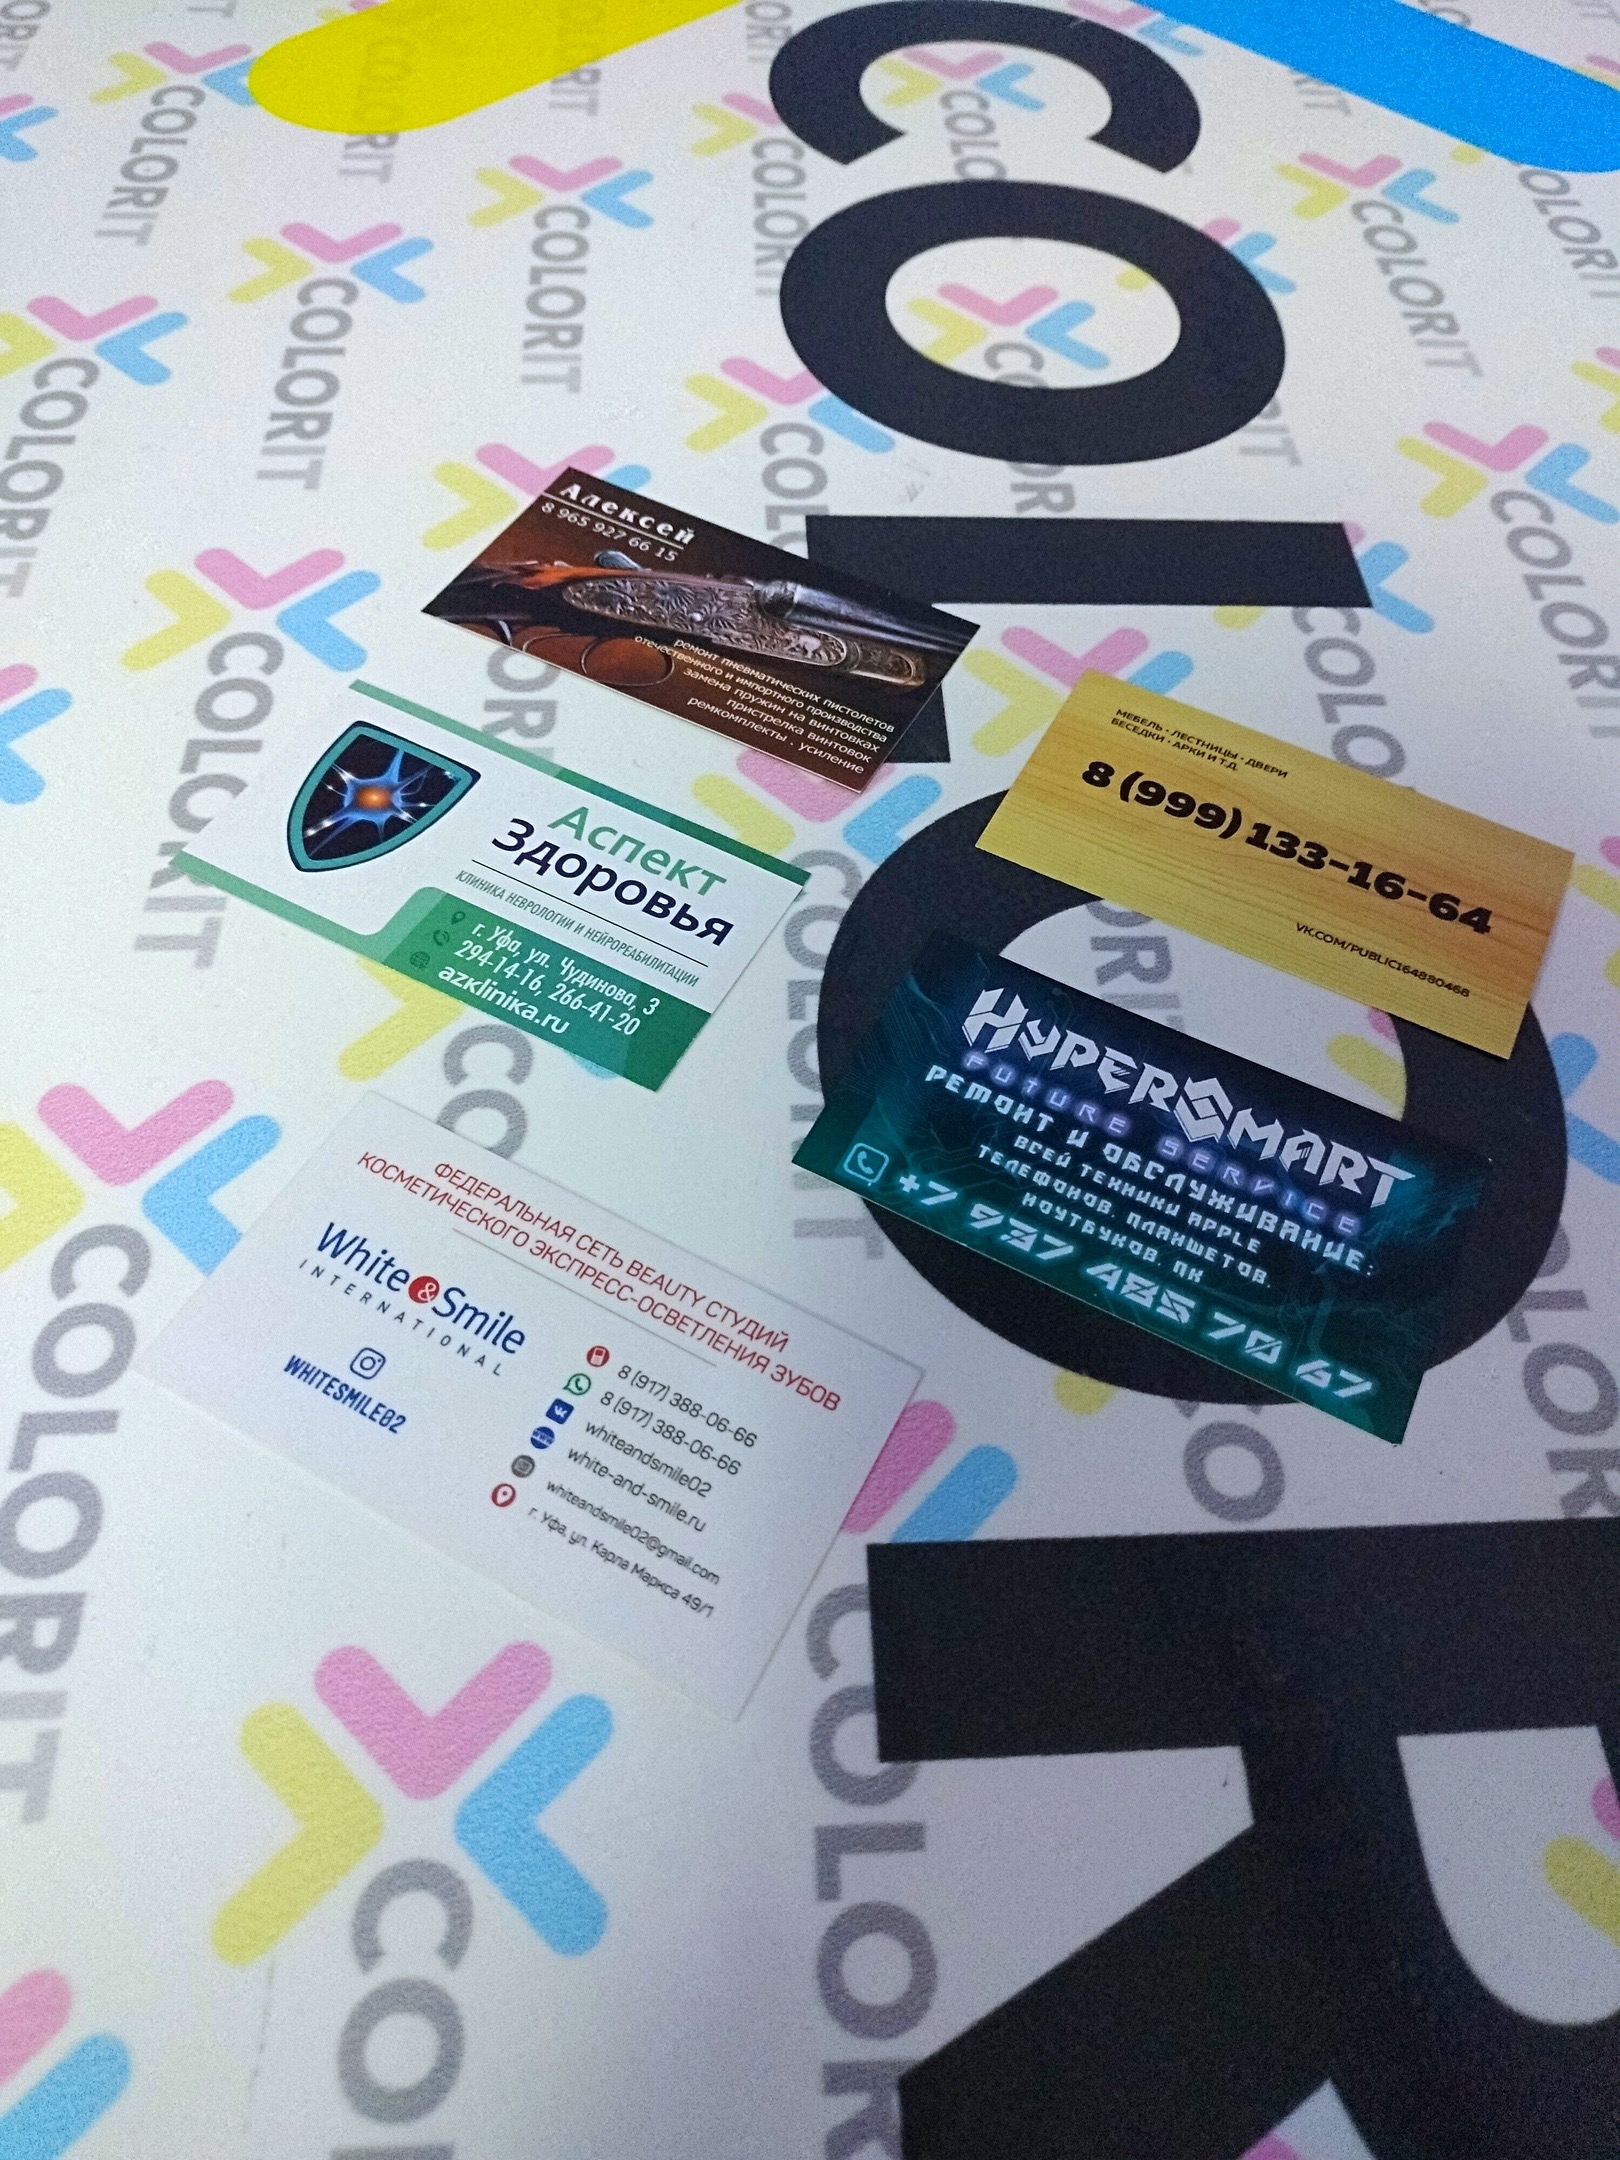 COLOR
COLORIT
Алексей
8 965 927 66 15
ремонт пневматических пистолетов
отечественного и импортного производства
замена пружин на винтовках
пристрелка винтовок
ремкомплекты . усиление
Аспект
Здоровья
КЛИНИКА НЕВРОЛОГИИ И НЕЙРОРЕАБИЛИТАЦИИ
г. Уфа, ул. Чудинова, 3
294-14-16, 266-41-20
azklinika.ru
МЕБЕЛЬ · ЛЕСТНИЦЫ · ДВЕРИ
БЕСЕДКИ · АРКИ И Т.Д.
8 (999) 133-16-64
VK.COM/PUBLIC164880468
HYPERSMART
FUTURE SERVICE
РЕМОНТ И ОБСЛУЖИВАНИЕ:
ВСЕЙ ТЕХНИКИ APPLE
ТЕЛЕФОНОВ, ПЛАНШЕТОВ,
НОУТБУКОВ, ПК
+7 937 485 70 67
ФЕДЕРАЛЬНАЯ СЕТЬ BEAUTY СТУДИЙ
КОСМЕТИЧЕСКОГО ЭКСПРЕСС-ОСВЕТЛЕНИЯ ЗУБОВ
White&Smile
INTERNATIONAL
WHITESMILE02
8 (917) 388-06-66
8 (917) 388-06-66
whiteandsmile02
white-and-smile.ru
whiteandsmile02@gmail.com
г. Уфа, ул. Карла Маркса 49/1